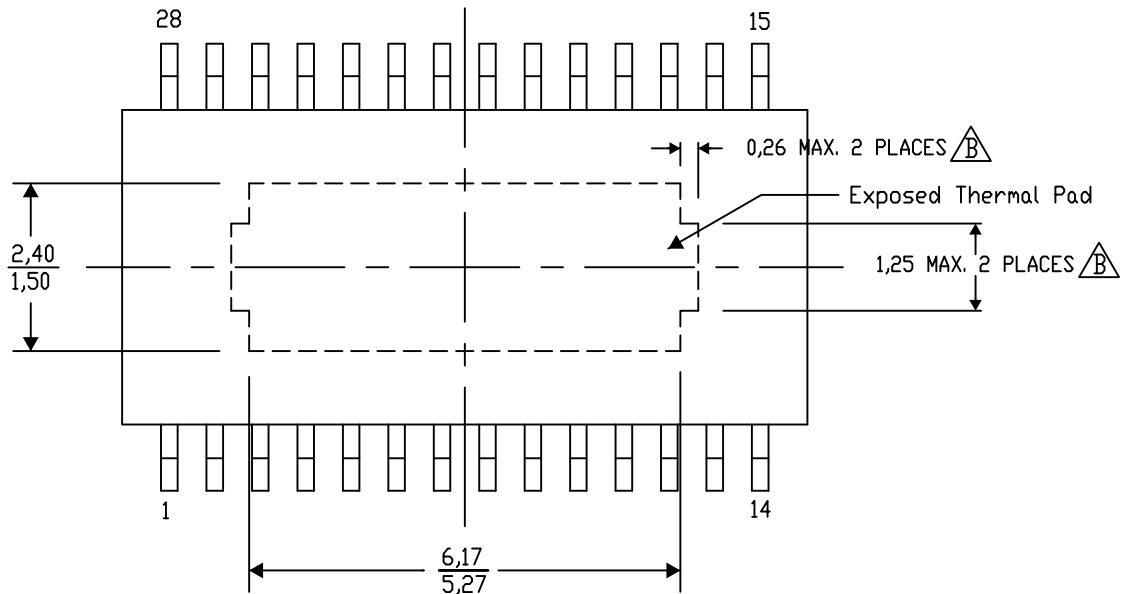 28
15
0,26 MAX. 2 PLACES B
Exposed Thermal Pad
2,40
1,50
1,25 MAX. 2 PLACES B
1
14
6,17
5,27